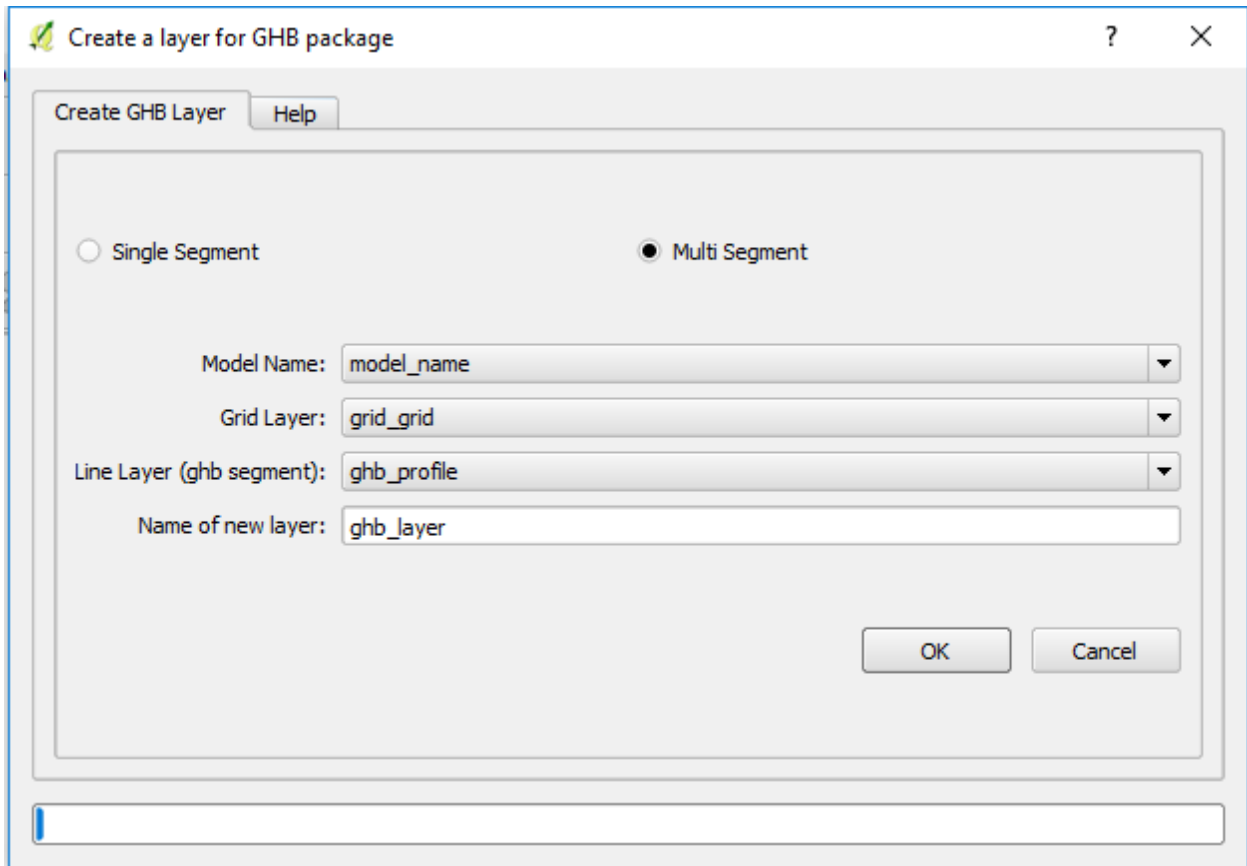 Create a layer for GHB package ?
Create GHB Layer Help
Single Segment Multi Segment
Model Name: model_name
Grid Layer: grid_grid
Line Layer (ghb segment): ghb_profile
Name of new layer: ghb_layer
OK Cancel